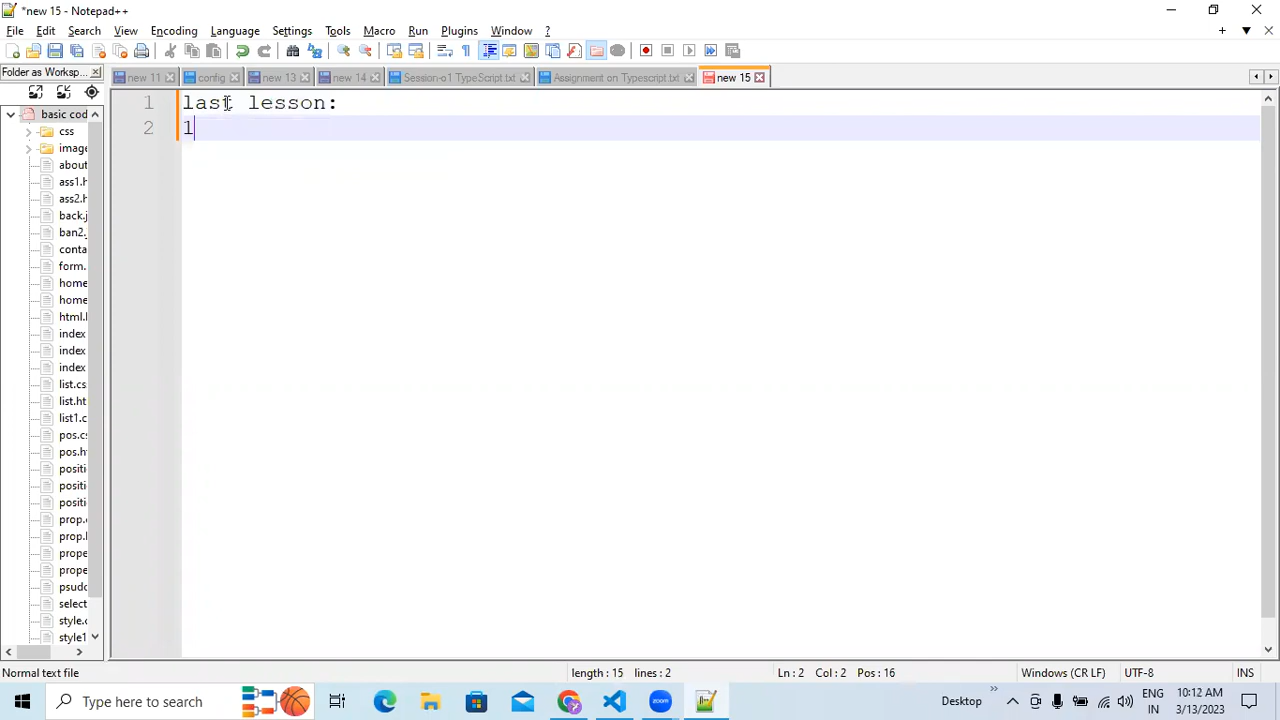 *new 15 - Notepad++
File Edit Search View Encoding Language Settings Tools Macro Run Plugins Window ?
Folder as Worksp... new 11 config new 13 new 14 Session-o1 TypeScript.txt Assignment on Typescript.txt new 15
1 last lesson:
2 1
basic cod
css
image
about
ass1.h
ass2.h
back.j
ban2.
conta
form.
home
home
html.l
index
index
index
list.cs
list.ht
list1.c
pos.cs
pos.h
positi
positi
positi
prop.c
prop.l
prope
prope
psudc
select
style.c
style1
Normal text file length : 15 lines : 2 Ln : 2 Col : 2 Pos : 16 Windows (CR LF) UTF-8 INS
Type here to search zoom Desktop ENG IN 10:12 AM 3/13/2023